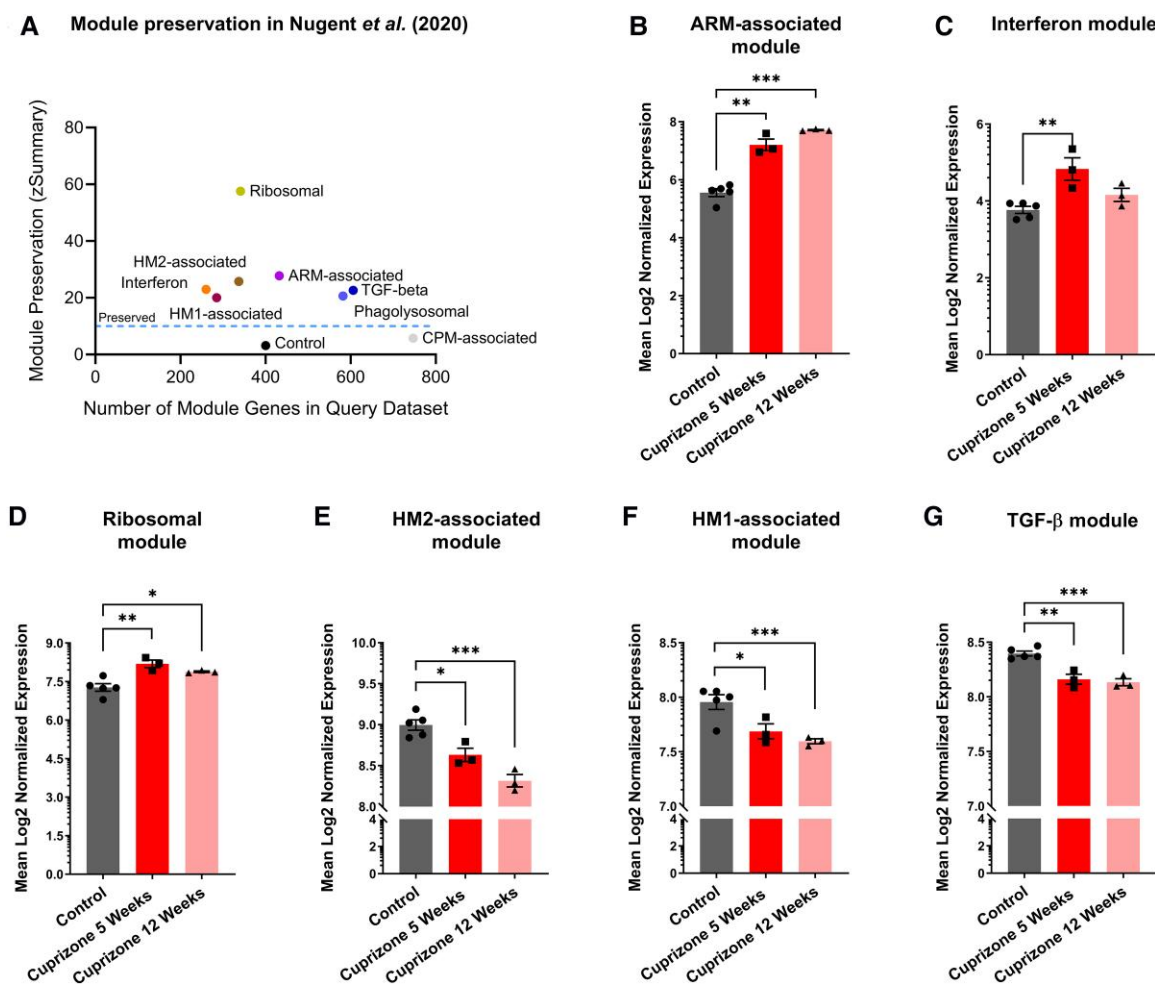 A Module preservation in Nugent et al. (2020)
Module Preservation (zSummary)
80
60
40
20
0
Ribosomal
HM2-associated
Interferon
HM1-associated
ARM-associated
TGF-beta
Phagolysosomal
Preserved
Control
CPM-associated
0 200 400 600 800
Number of Module Genes in Query Dataset
B ARM-associated
module
Mean Log2 Normalized Expression
8
6
4
2
0
***
**
Control
Cuprizone 5 Weeks
Cuprizone 12 Weeks
C Interferon module
Mean Log2 Normalized Expression
6
4
2
0
**
Control
Cuprizone 5 Weeks
Cuprizone 12 Weeks
D Ribosomal
module
Mean Log2 Normalized Expression
9.0
7.5
6.0
4.5
3.0
1.5
0.0
*
**
Control
Cuprizone 5 Weeks
Cuprizone 12 Weeks
E HM2-associated
module
Mean Log2 Normalized Expression
10.0
9.5
9.0
8.5
8.0
4
2
0
***
*
Control
Cuprizone 5 Weeks
Cuprizone 12 Weeks
F HM1-associated
module
Mean Log2 Normalized Expression
8.5
8.0
7.5
7.0
4
2
0
***
*
Control
Cuprizone 5 Weeks
Cuprizone 12 Weeks
G TGF-β module
Mean Log2 Normalized Expression
8.5
8.0
7.5
7.0
4
2
0
***
**
Control
Cuprizone 5 Weeks
Cuprizone 12 Weeks